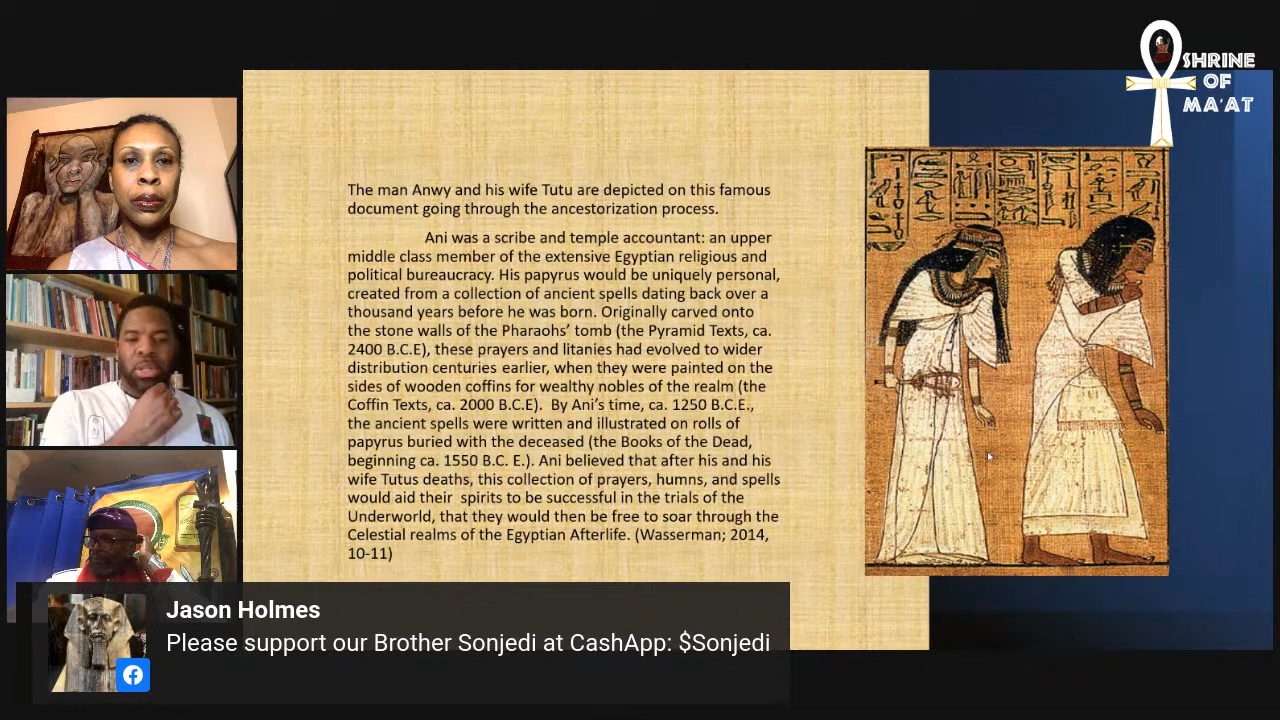 SHRINE
OF
MA'AT
The man Anwy and his wife Tutu are depicted on this famous
document going through the ancestorization process.
Ani was a scribe and temple accountant: an upper
middle class member of the extensive Egyptian religious and
political bureaucracy. His papyrus would be uniquely personal,
created from a collection of ancient spells dating back over a
thousand years before he was born. Originally carved onto
the stone walls of the Pharaohs’ tomb (the Pyramid Texts, ca.
2400 B.C.E), these prayers and litanies had evolved to wider
distribution centuries earlier, when they were painted on the
sides of wooden coffins for wealthy nobles of the realm (the
Coffin Texts, ca. 2000 B.C.E).  By Ani’s time, ca. 1250 B.C.E.,
the ancient spells were written and illustrated on rolls of
papyrus buried with the deceased (the Books of the Dead,
beginning ca. 1550 B.C. E.). Ani believed that after his and his
wife Tutus deaths, this collection of prayers, humns, and spells
would aid their  spirits to be successful in the trials of the
Underworld, that they would then be free to soar through the
Celestial realms of the Egyptian Afterlife. (Wasserman; 2014,
10-11)
Jason Holmes
Please support our Brother Sonjedi at CashApp: $Sonjedi